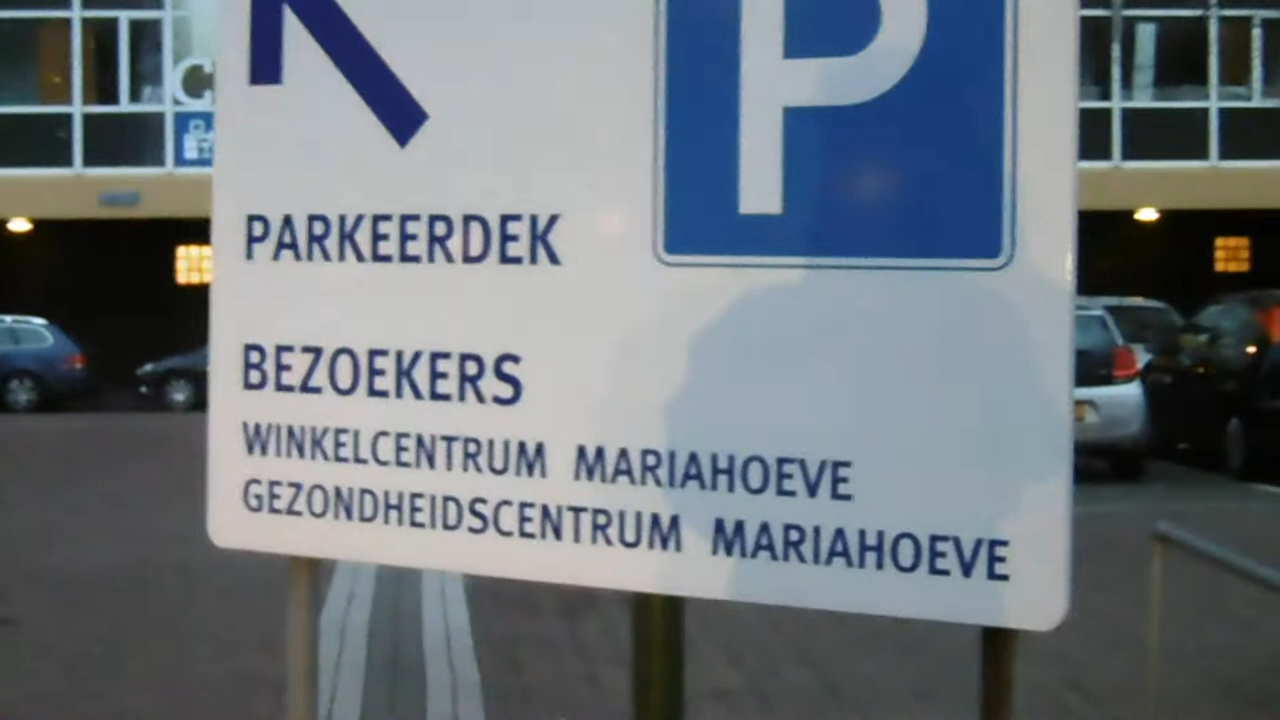 P
PARKEERDEK
BEZOEKERS
WINKELCENTRUM MARIAHOEVE
GEZONDHEIDSCENTRUM MARIAHOEVE
C